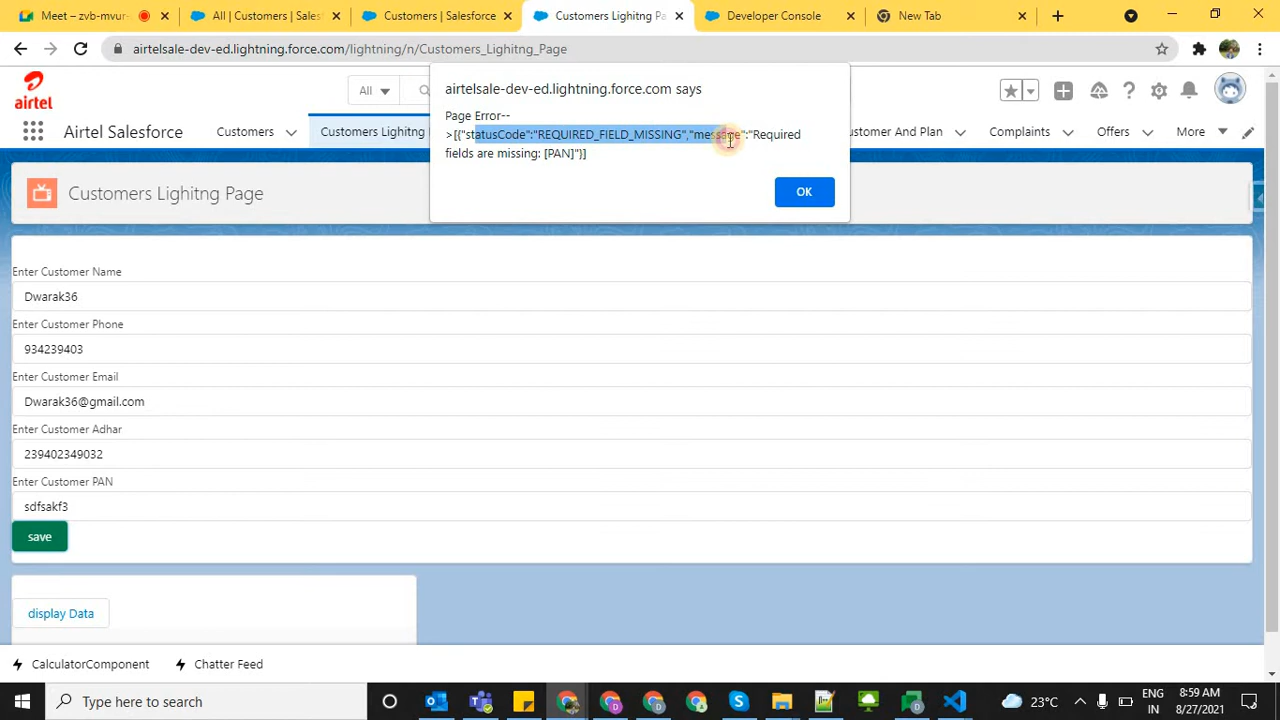 Meet – zvb-mvur
All | Customers | Sales
Customers | Salesforce
Customers Lighitng P
Developer Console
New Tab
airtelsale-dev-ed.lightning.force.com/lightning/n/Customers_Lighitng_Page
airtel
All
Airtel Sale
Customers
Customers Lighitng
Customer And Plan
Complaints
Offers
More
airtelsale-dev-ed.lightning.force.com says
Page Error--
>[{"statusCode":"REQUIRED_FIELD_MISSING","message":"Required
fields are missing: [PAN]"}]
OK
Customers Lighitng Page
Enter Customer Name
Dwarak36
Enter Customer Phone
934239403
Enter Customer Email
Dwarak36@gmail.com
Enter Customer Adhar
239402349032
Enter Customer PAN
sdfsakf3
save
display Data
CalculatorComponent
Chatter Feed
Type here to search
23°C
ENG
IN
8:59 AM
8/27/2021